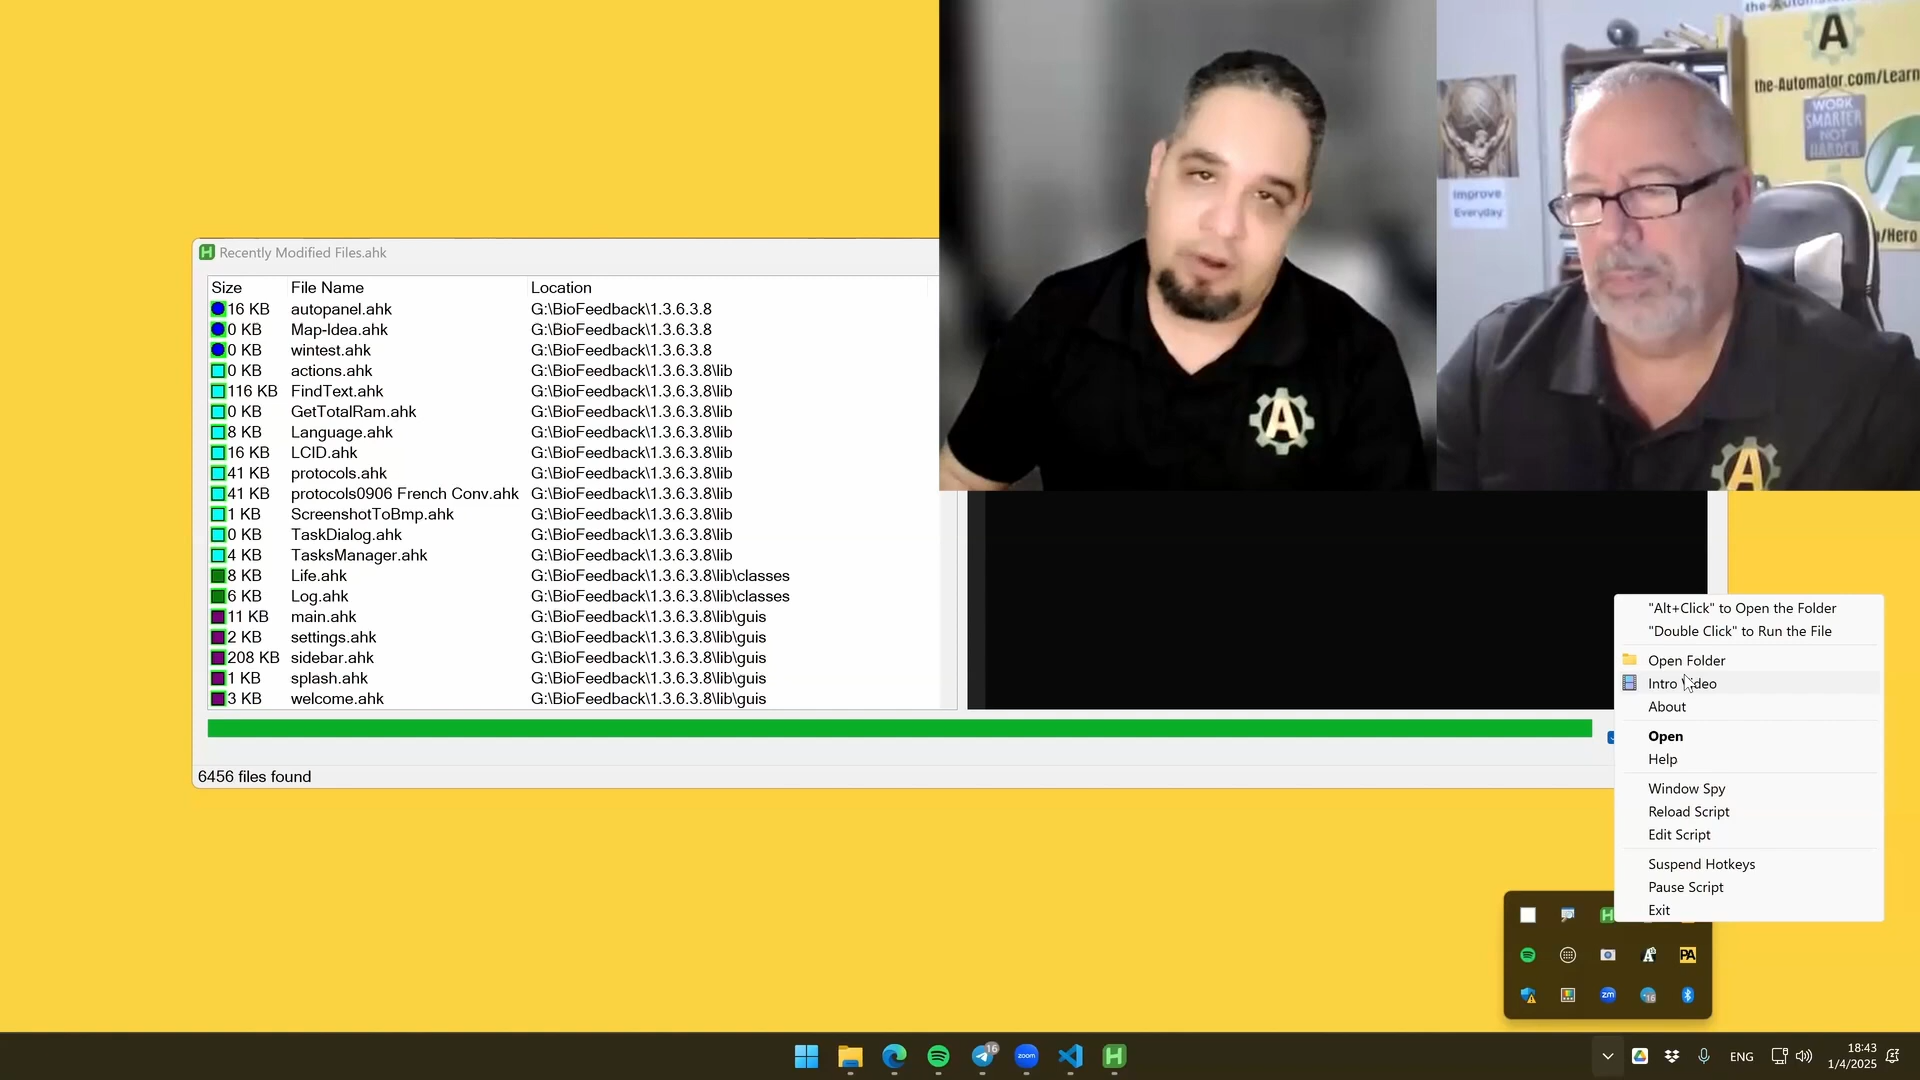 Recently Modified Files.ahk
Size File Name Location
16 KB autopanel.ahk G:\BioFeedback\1.3.6.3.8
0 KB Map-Idea.ahk G:\BioFeedback\1.3.6.3.8
0 KB wintest.ahk G:\BioFeedback\1.3.6.3.8
0 KB actions.ahk G:\BioFeedback\1.3.6.3.8\lib
116 KB FindText.ahk G:\BioFeedback\1.3.6.3.8\lib
0 KB GetTotalRam.ahk G:\BioFeedback\1.3.6.3.8\lib
8 KB Language.ahk G:\BioFeedback\1.3.6.3.8\lib
16 KB LCID.ahk G:\BioFeedback\1.3.6.3.8\lib
41 KB protocols.ahk G:\BioFeedback\1.3.6.3.8\lib
41 KB protocols0906 French Conv.ahk G:\BioFeedback\1.3.6.3.8\lib
1 KB ScreenshotToBmp.ahk G:\BioFeedback\1.3.6.3.8\lib
0 KB TaskDialog.ahk G:\BioFeedback\1.3.6.3.8\lib
4 KB TasksManager.ahk G:\BioFeedback\1.3.6.3.8\lib
8 KB Life.ahk G:\BioFeedback\1.3.6.3.8\lib\classes
6 KB Log.ahk G:\BioFeedback\1.3.6.3.8\lib\classes
11 KB main.ahk G:\BioFeedback\1.3.6.3.8\lib\guis
2 KB settings.ahk G:\BioFeedback\1.3.6.3.8\lib\guis
208 KB sidebar.ahk G:\BioFeedback\1.3.6.3.8\lib\guis
1 KB splash.ahk G:\BioFeedback\1.3.6.3.8\lib\guis
3 KB welcome.ahk G:\BioFeedback\1.3.6.3.8\lib\guis
6456 files found
A
the-Automator.com/Learn
WORK
SMARTER
NOT
HARDER
Improve
Everyday
/Hero
A
A
"Alt+Click" to Open the Folder
"Double Click" to Run the File
Open Folder
Intro Video
About
Open
Help
Window Spy
Reload Script
Edit Script
Suspend Hotkeys
Pause Script
Exit
H
PA
zm
16
16
zoom
H
ENG
18:43
1/4/2025